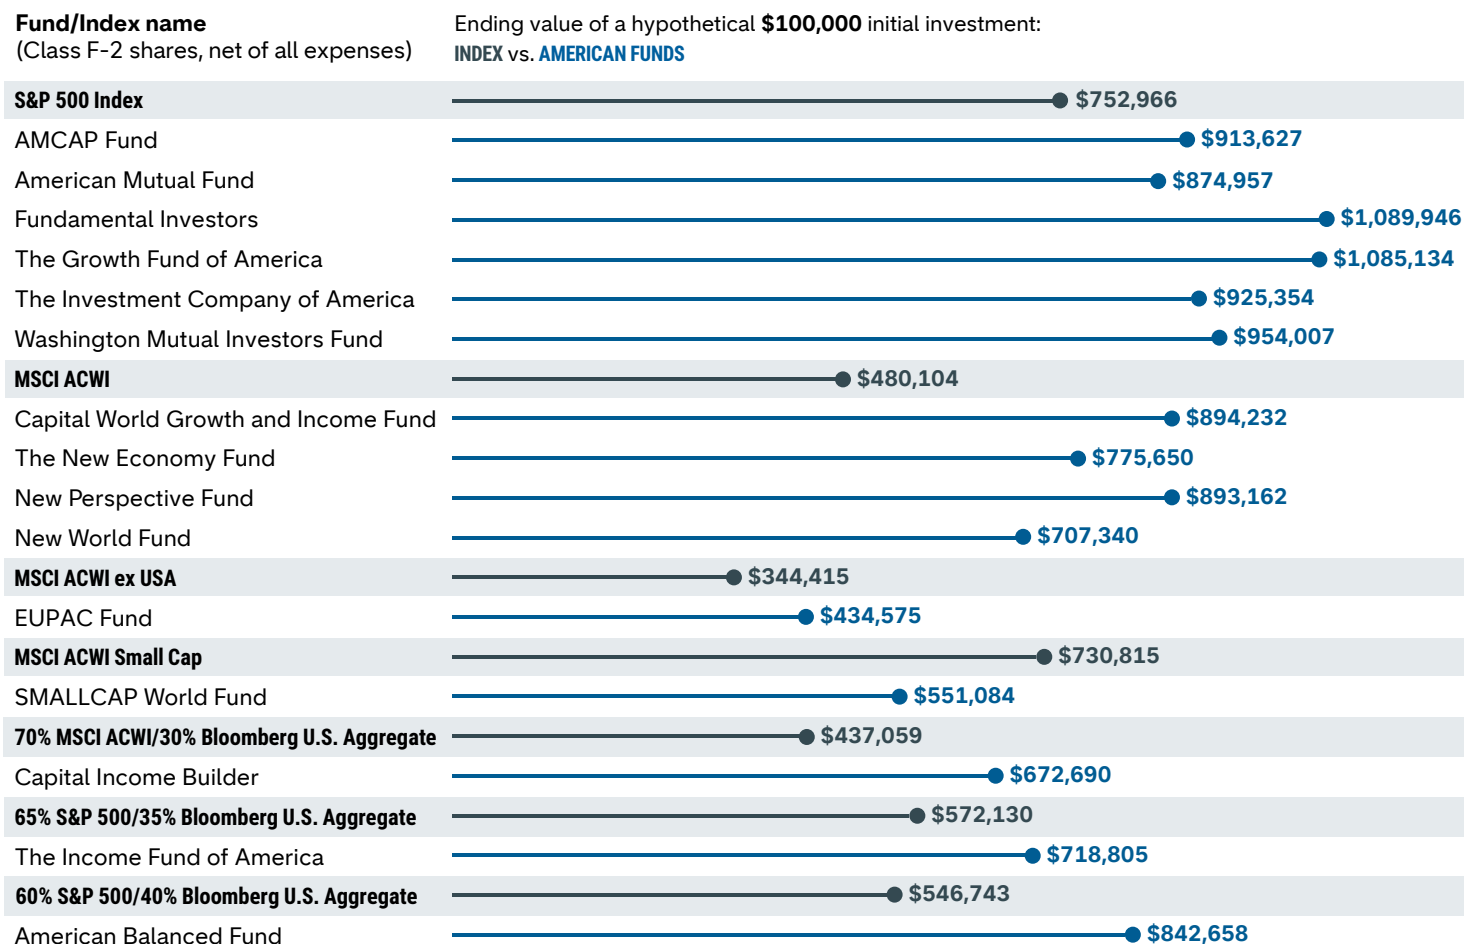 Fund/Index name
(Class F-2 shares, net of all expenses)
Ending value of a hypothetical $100,000 initial investment:
INDEX vs. AMERICAN FUNDS
S&P 500 Index $752,966
AMCAP Fund $913,627
American Mutual Fund $874,957
Fundamental Investors $1,089,946
The Growth Fund of America $1,085,134
The Investment Company of America $925,354
Washington Mutual Investors Fund $954,007
MSCI ACWI $480,104
Capital World Growth and Income Fund $894,232
The New Economy Fund $775,650
New Perspective Fund $893,162
New World Fund $707,340
MSCI ACWI ex USA $344,415
EUPAC Fund $434,575
MSCI ACWI Small Cap $730,815
SMALLCAP World Fund $551,084
70% MSCI ACWI/30% Bloomberg U.S. Aggregate $437,059
Capital Income Builder $672,690
65% S&P 500/35% Bloomberg U.S. Aggregate $572,130
The Income Fund of America $718,805
60% S&P 500/40% Bloomberg U.S. Aggregate $546,743
American Balanced Fund $842,658